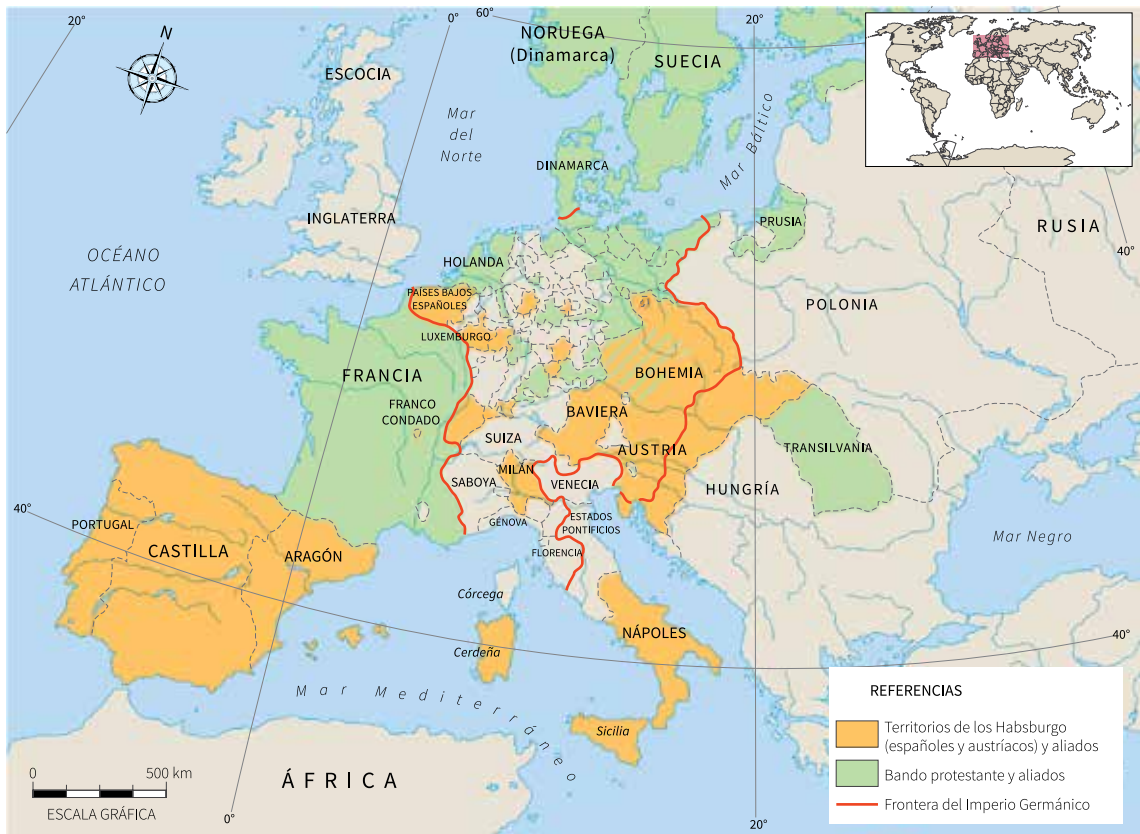 20°
0°
60°
20°
N
NORUEGA
(Dinamarca)
SUECIA
ESCOCIA
Mar
del
Norte
Mar Báltico
DINAMARCA
PRUSIA
RUSIA
INGLATERRA
40°
OCÉANO
ATLÁNTICO
HOLANDA
PAÍSES BAJOS
ESPAÑOLES
POLONIA
LUXEMBURGO
FRANCIA
BOHEMIA
FRANCO
CONDADO
BAVIERA
SUIZA
AUSTRIA
TRANSILVANIA
MILÁN
SABOYA
VENECIA
HUNGRÍA
40°
PORTUGAL
GÉNOVA
ESTADOS
PONTIFICIOS
CASTILLA
ARAGÓN
FLORENCIA
Mar Negro
Córcega
NÁPOLES
40°
Cerdeña
Mar Mediterráneo
Sicilia
ÁFRICA
0
500 km
ESCALA GRÁFICA
0°
20°
REFERENCIAS
Territorios de los Habsburgo
(españoles y austríacos) y aliados
Bando protestante y aliados
Frontera del Imperio Germánico